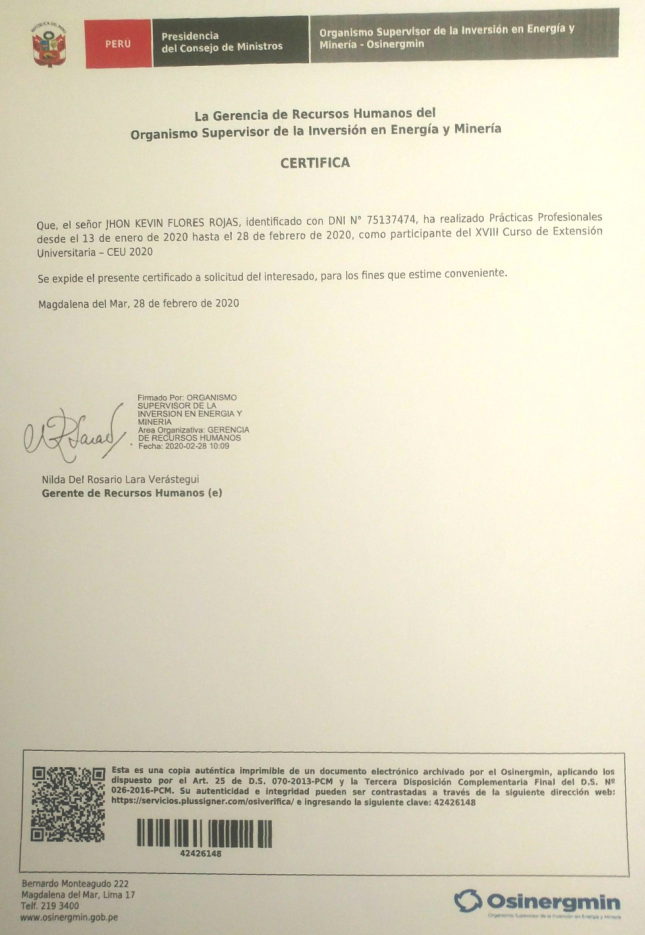 REPÚBLICA DEL PERÚ
PERÚ
Presidencia
del Consejo de Ministros
Organismo Supervisor de la Inversión en Energía y
Minería - Osinergmin
La Gerencia de Recursos Humanos del
Organismo Supervisor de la Inversión en Energía y Minería
CERTIFICA
Que, el señor JHON KEVIN FLORES ROJAS, identificado con DNI N° 75137474, ha realizado Prácticas Profesionales
desde el 13 de enero de 2020 hasta el 28 de febrero de 2020, como participante del XVIII Curso de Extensión
Universitaria – CEU 2020
Se expide el presente certificado a solicitud del interesado, para los fines que estime conveniente.
Magdalena del Mar, 28 de febrero de 2020
Firmado Por: ORGANISMO
SUPERVISOR DE LA
INVERSION EN ENERGIA Y
MINERIA
Area Organizativa: GERENCIA
DE RECURSOS HUMANOS
Fecha: 2020-02-28 10:09
Nilda Del Rosario Lara Verástegui
Gerente de Recursos Humanos (e)
Esta es una copia auténtica imprimible de un documento electrónico archivado por el Osinergmin, aplicando los
dispuesto por el Art. 25 de D.S. 070-2013-PCM y la Tercera Disposición Complementaria Final del D.S. Nº
026-2016-PCM. Su autenticidad e integridad pueden ser contrastadas a través de la siguiente dirección web:
https://servicios.plussigner.com/osiverifica/ e ingresando la siguiente clave: 42426148
42426148
Bernardo Monteagudo 222
Magdalena del Mar, Lima 17
Telf. 219 3400
www.osinergmin.gob.pe
Osinergmin
Organismo Supervisor de la Inversión en Energía y Minería